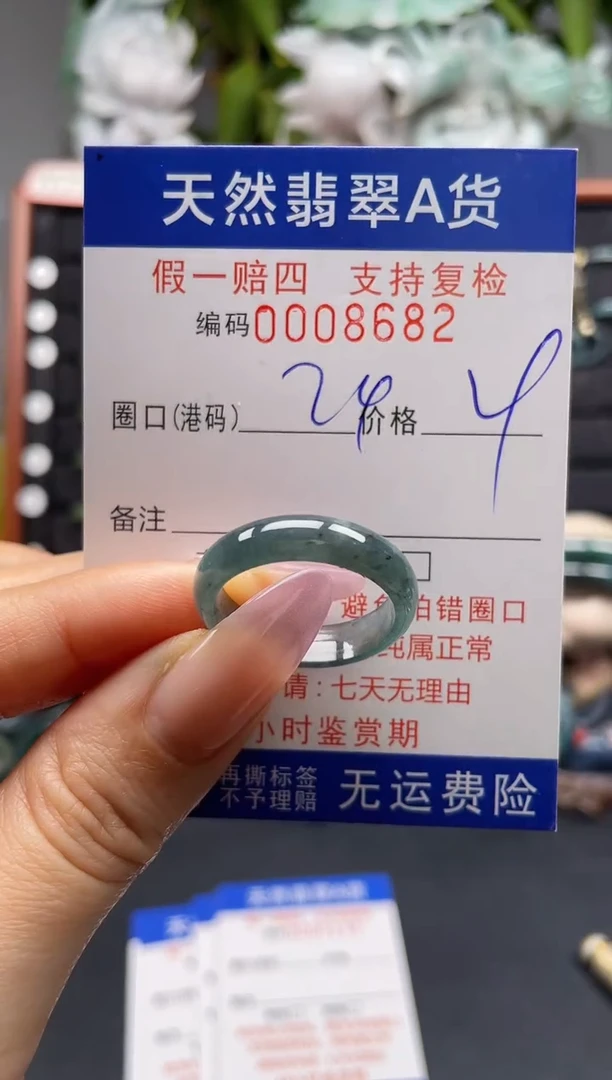 天然翡翠A货
假一赔四 支持复检
编码0008682
圈口(港码) 24 价格 4
备注
避免拍错圈口
纯属正常
请:七天无理由
小时鉴赏期
再撕标签
不予理赔
无运费险